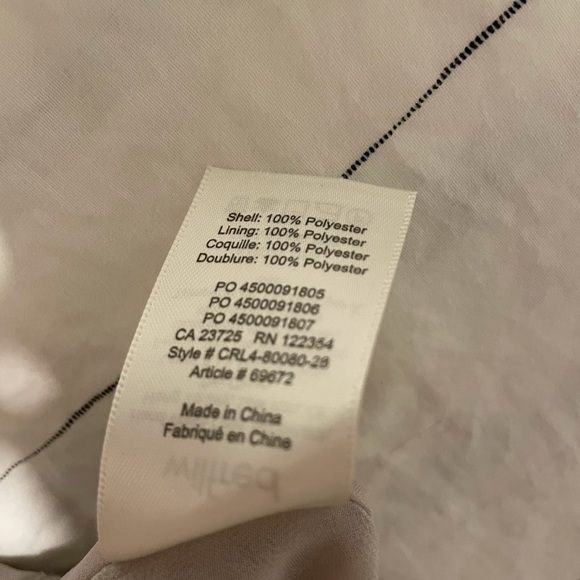 Shell: 100% Polyester
Lining: 100% Polyester
Coquille: 100% Polyester
Doublure: 100% Polyester
PO 4500091805
PO 4500091806
PO 4500091807
CA 23725 RN 122354
Style # CRL4-80080-28
Article # 69672
Made in China
Fabriqué en Chine
wilfred